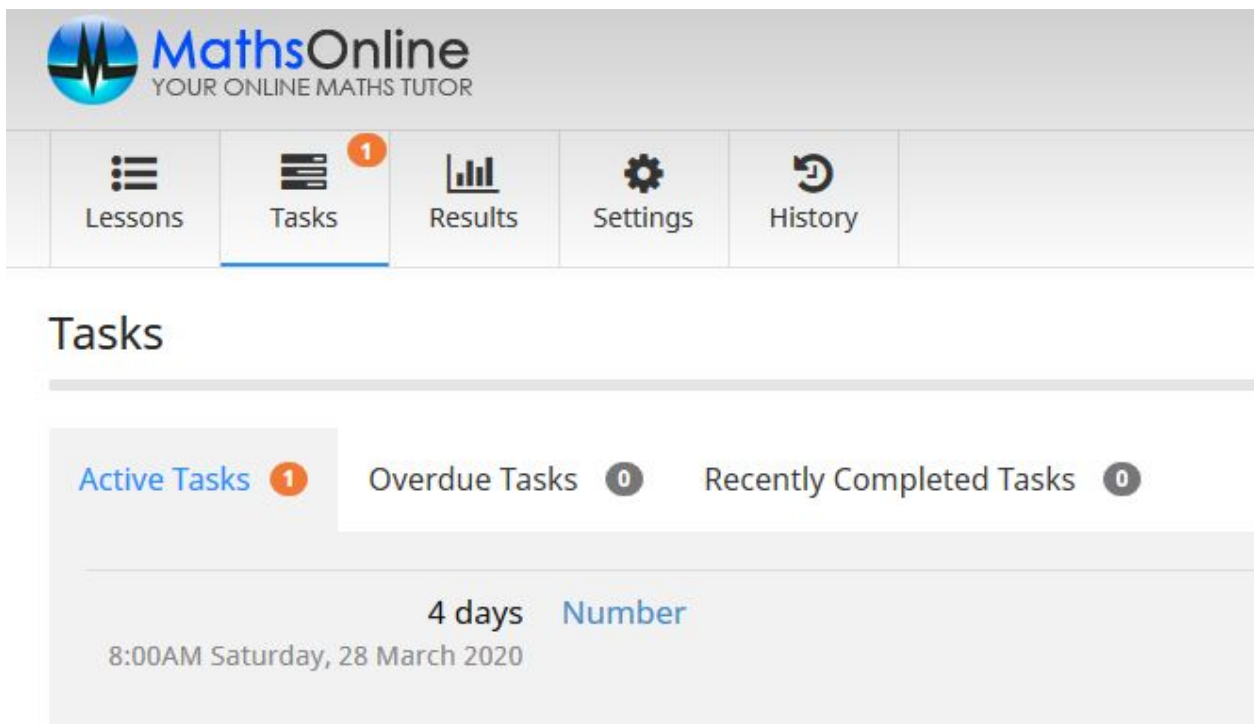 MathsOnline
YOUR ONLINE MATHS TUTOR
Lessons
Tasks
1
Results
Settings
History
Tasks
Active Tasks 1
Overdue Tasks 0
Recently Completed Tasks 0
4 days Number
8:00AM Saturday, 28 March 2020